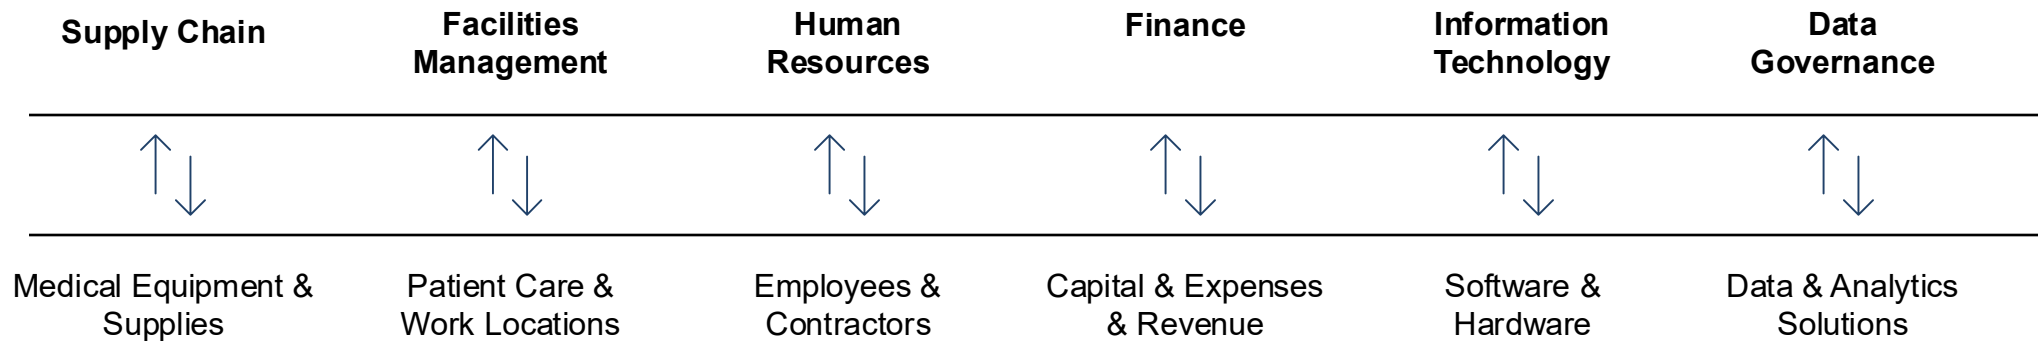 Supply Chain
Facilities
Management
Human
Resources
Finance
Information
Technology
Data
Governance
Medical Equipment &
Supplies
Patient Care &
Work Locations
Employees &
Contractors
Capital & Expenses
& Revenue
Software &
Hardware
Data & Analytics
Solutions